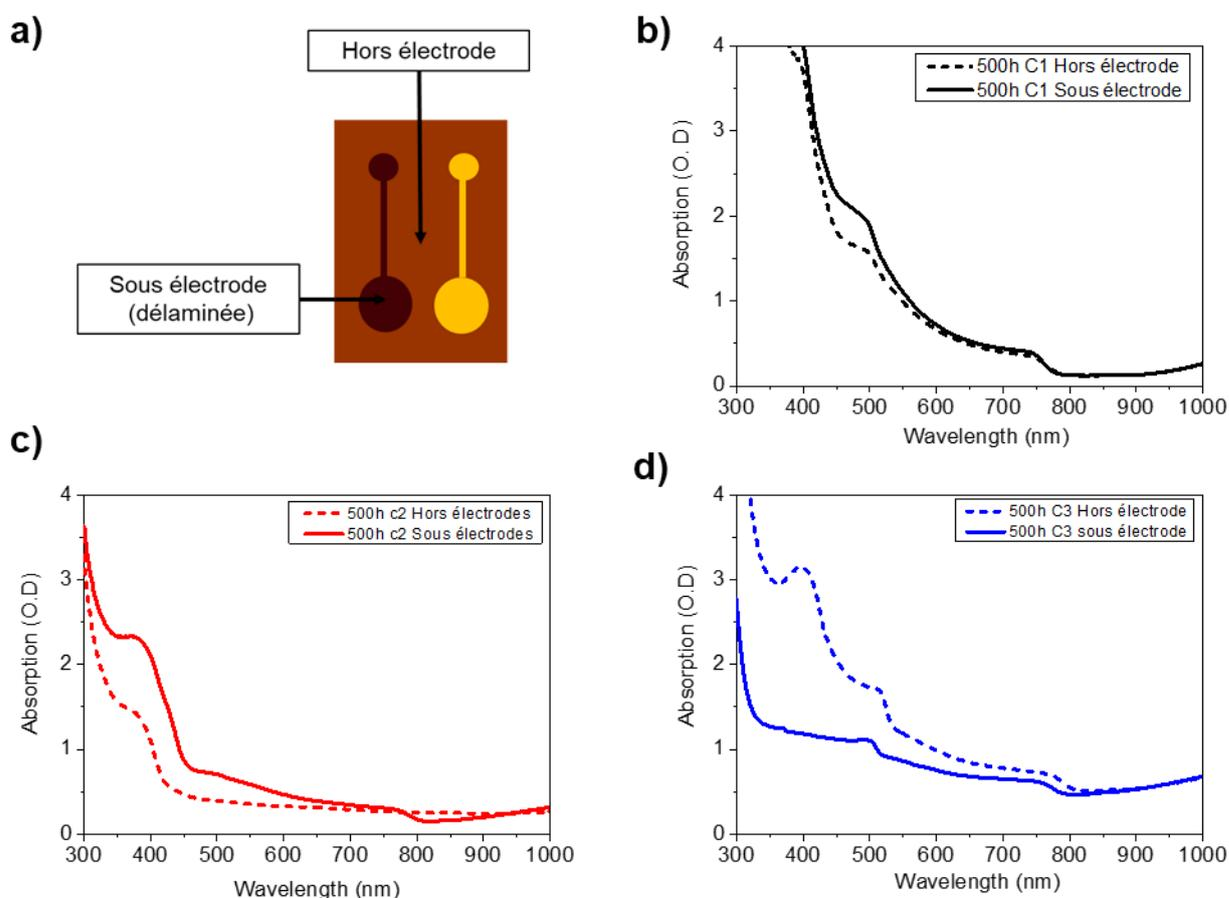 a)
Hors électrode
Sous électrode
(délaminée)
b)
500h C1 Hors électrode
500h C1 Sous électrode
Absorption (O. D)
4
3
2
1
0
300 400 500 600 700 800 900 1000
Wavelength (nm)
c)
500h c2 Hors électrodes
500h c2 Sous électrodes
Absorption (O.D)
4
3
2
1
0
300 400 500 600 700 800 900 1000
Wavelength (nm)
d)
500h C3 Hors électrode
500h C3 sous électrode
Absorption (O.D)
4
3
2
1
0
300 400 500 600 700 800 900 1000
Wavelength (nm)